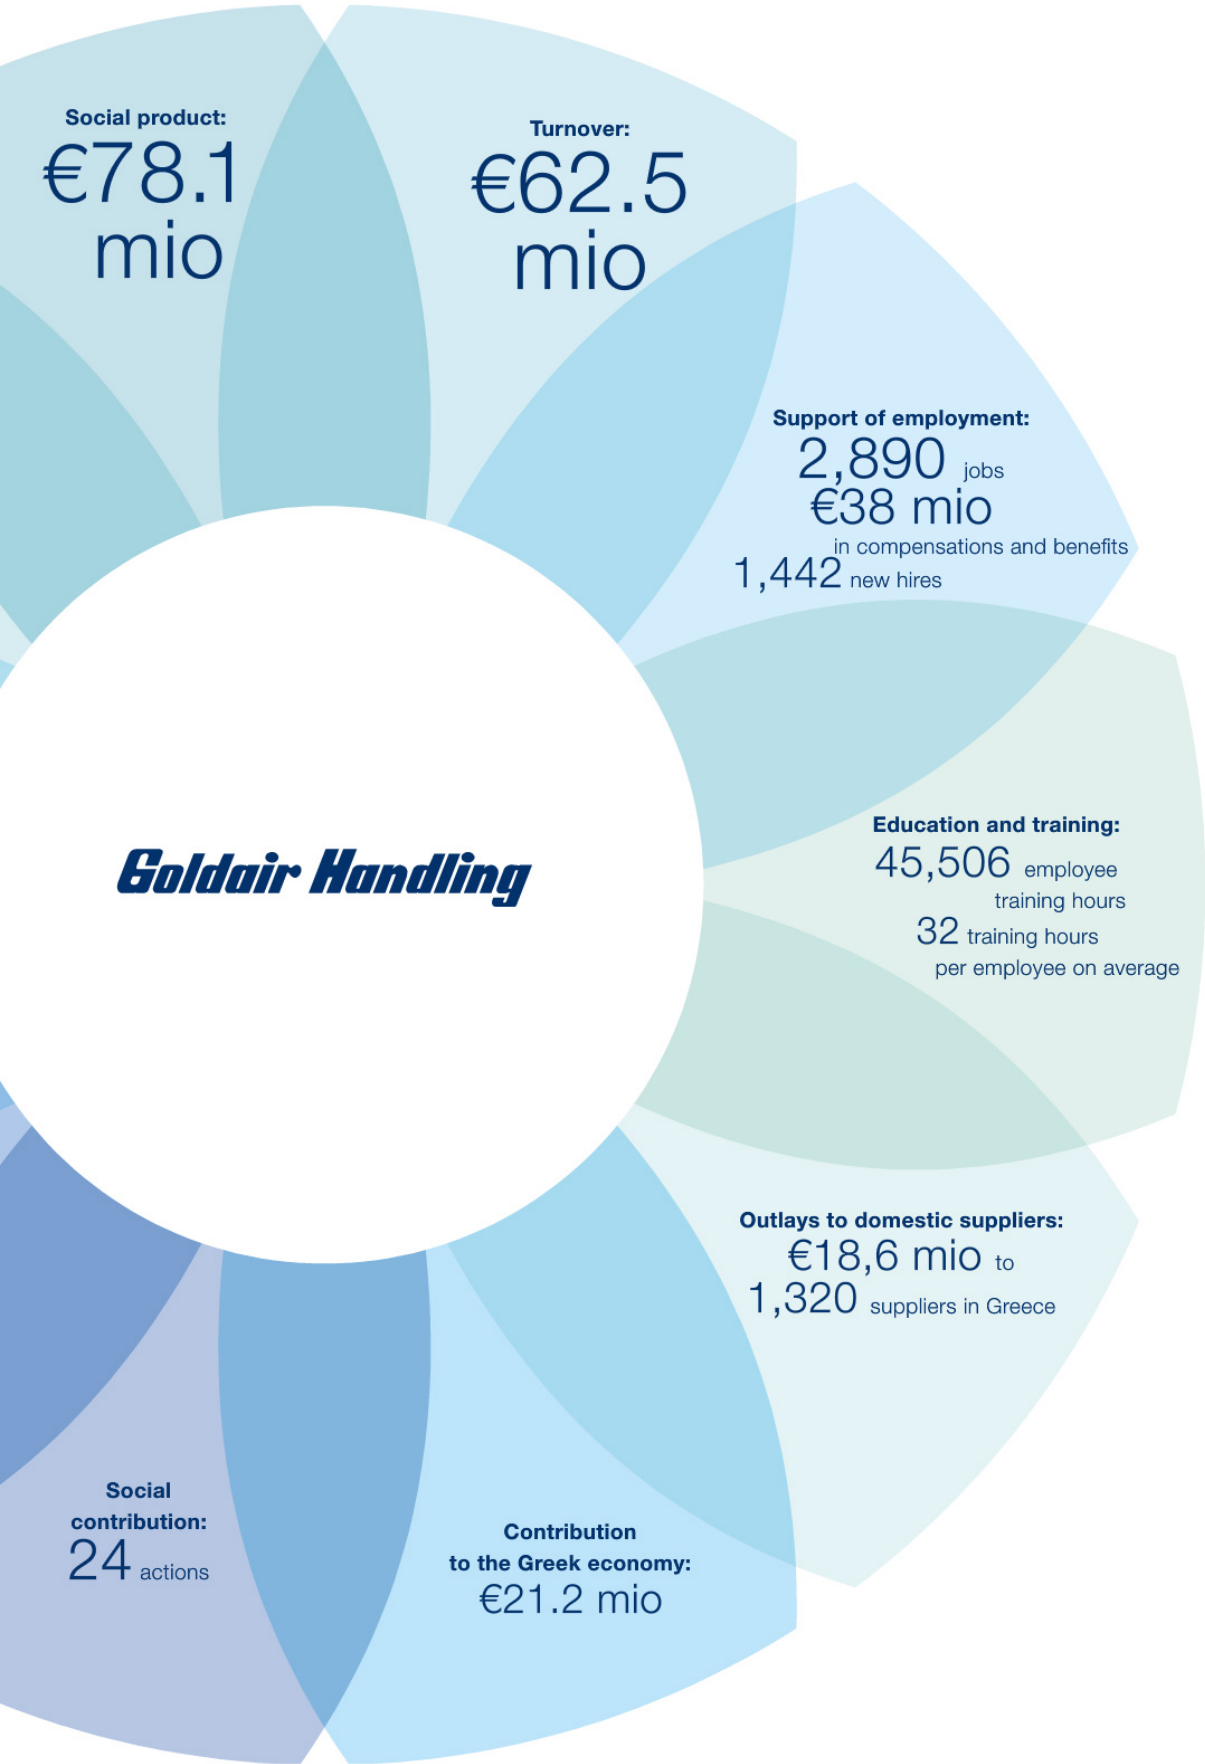 Social product:
€78.1
mio
Turnover:
€62.5
mio
Support of employment:
2,890 jobs
€38 mio
in compensations and benefits
1,442 new hires
Goldair Handling
Education and training:
45,506 employee
training hours
32 training hours
per employee on average
Outlays to domestic suppliers:
€18,6 mio to
1,320 suppliers in Greece
Social
contribution:
24 actions
Contribution
to the Greek economy:
€21.2 mio